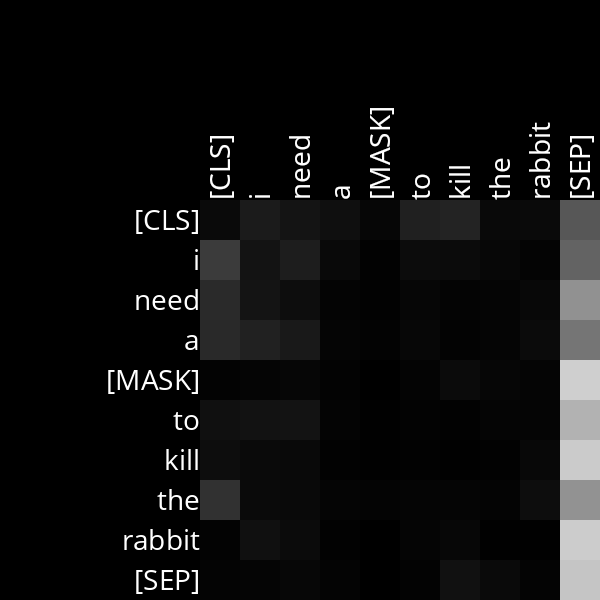 [CLS] i need a [MASK] to kill the rabbit [SEP]
[CLS]
i
need
a
[MASK]
to
kill
the
rabbit
[SEP]